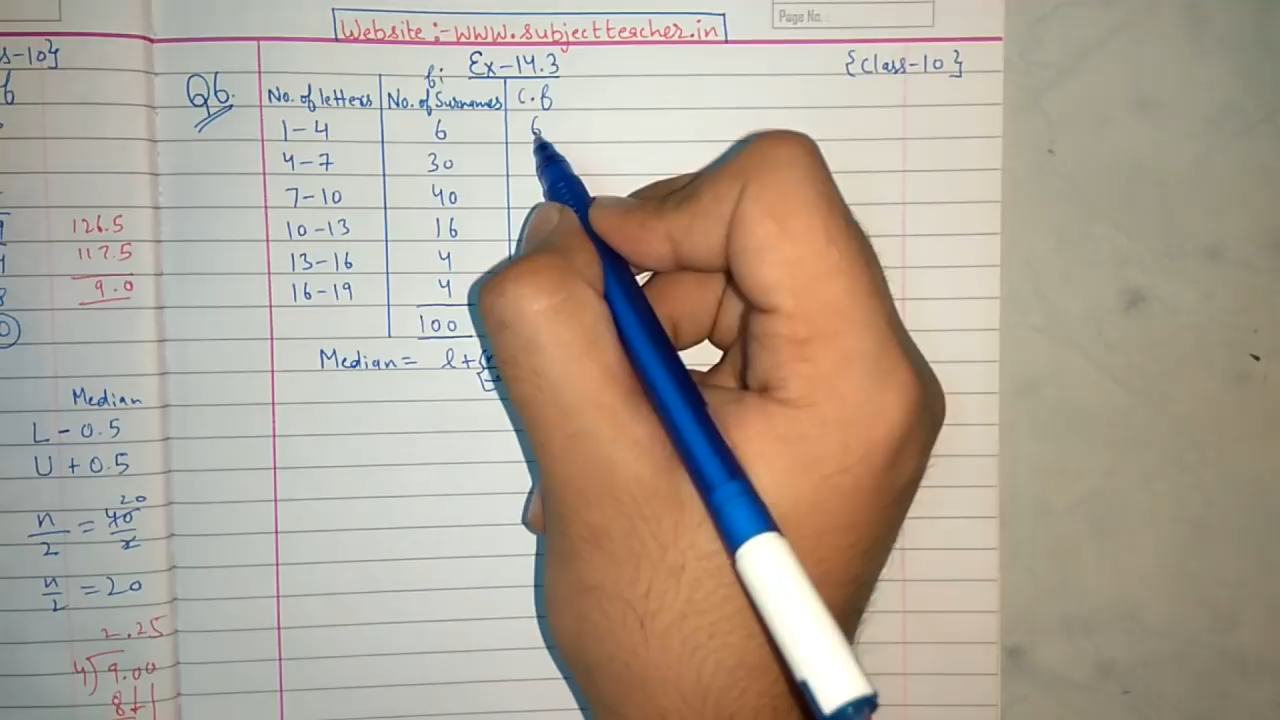 Page No.
Website :- www.subjectteacher.in
s-10}
Ex-14.3
{Class-10}
Q6.
fi
No. of letters No. of Surnames C.f
1-4 6 6
4-7 30
7-10 40
10-13 16
13-16 4
16-19 4
100
Median = l + {
126.5
117.5
9.0
Median
L - 0.5
U + 0.5
20
n/2 = 40/2
n/2 = 20
2.25
4)9.00
8